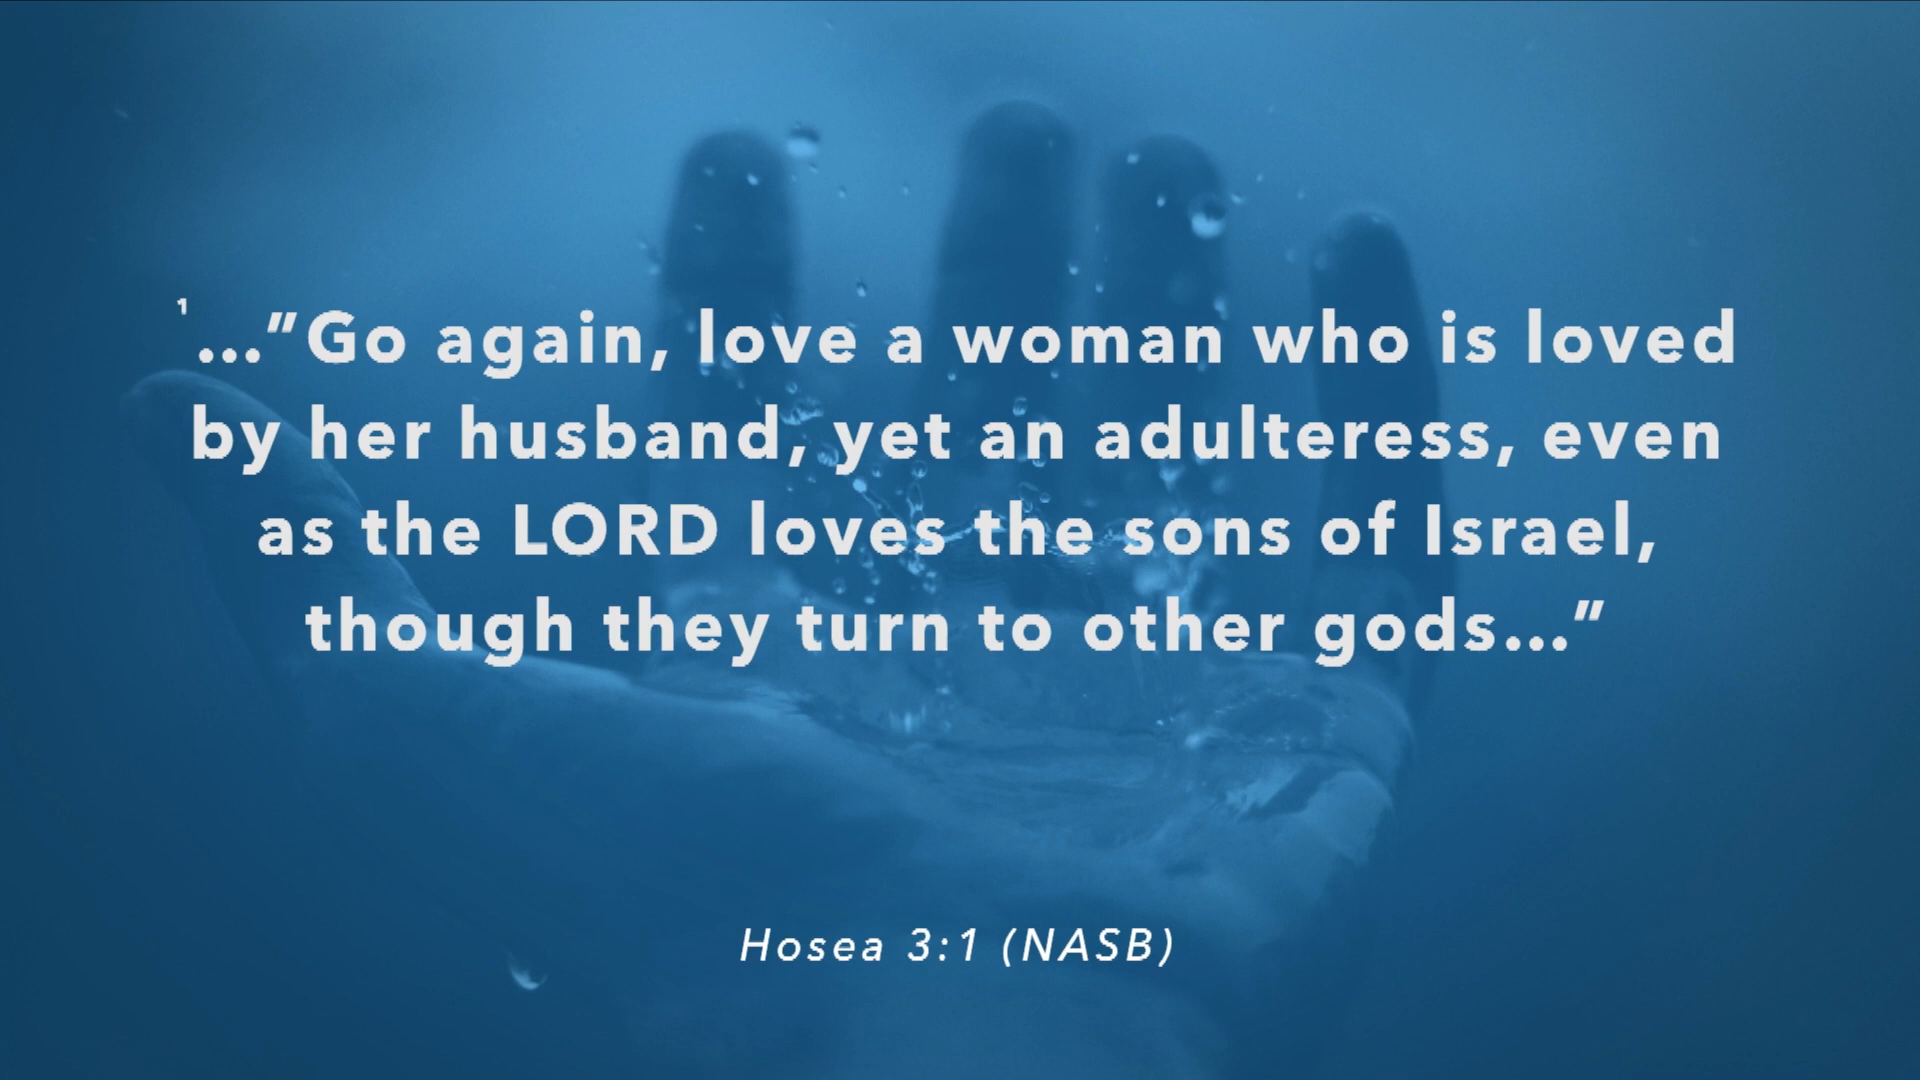 ¹..."Go again, love a woman who is loved
by her husband, yet an adulteress, even
as the LORD loves the sons of Israel,
though they turn to other gods..."
Hosea 3:1 (NASB)